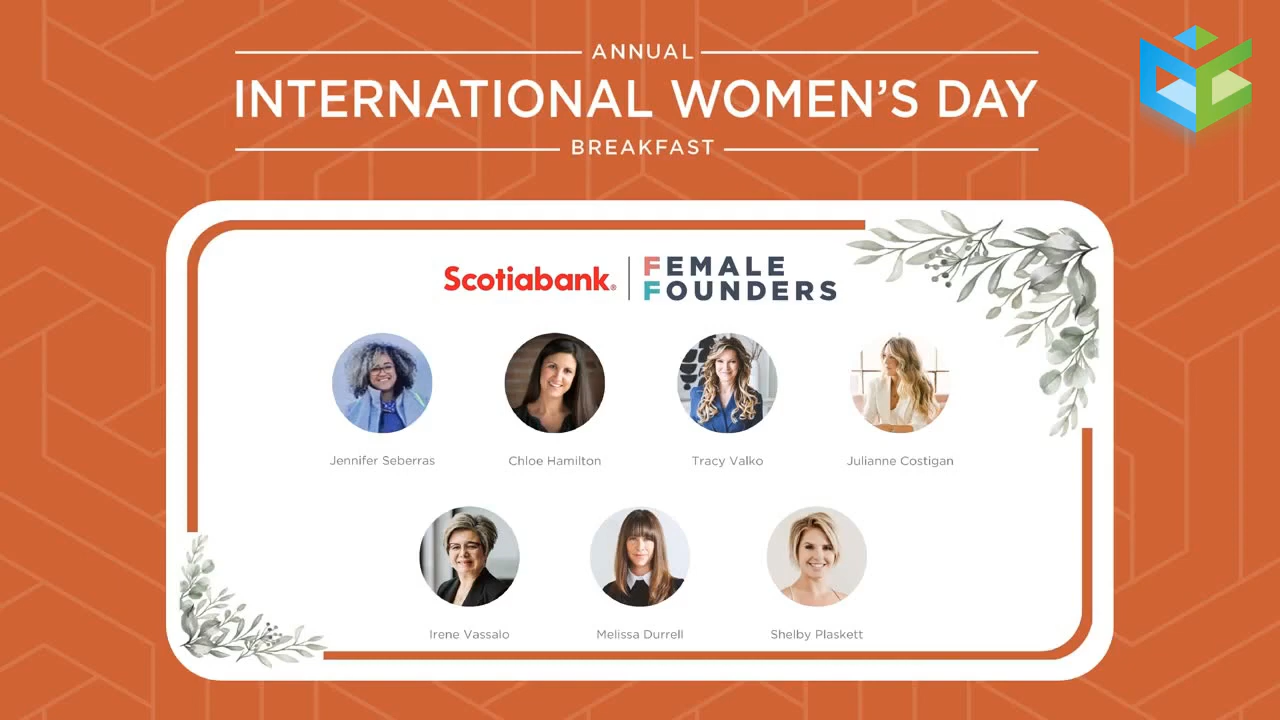 ANNUAL
INTERNATIONAL WOMEN'S DAY
BREAKFAST
Scotiabank®
FEMALE
FOUNDERS
Jennifer Seberras
Chloe Hamilton
Tracy Valko
Julianne Costigan
Irene Vassalo
Melissa Durrell
Shelby Plaskett